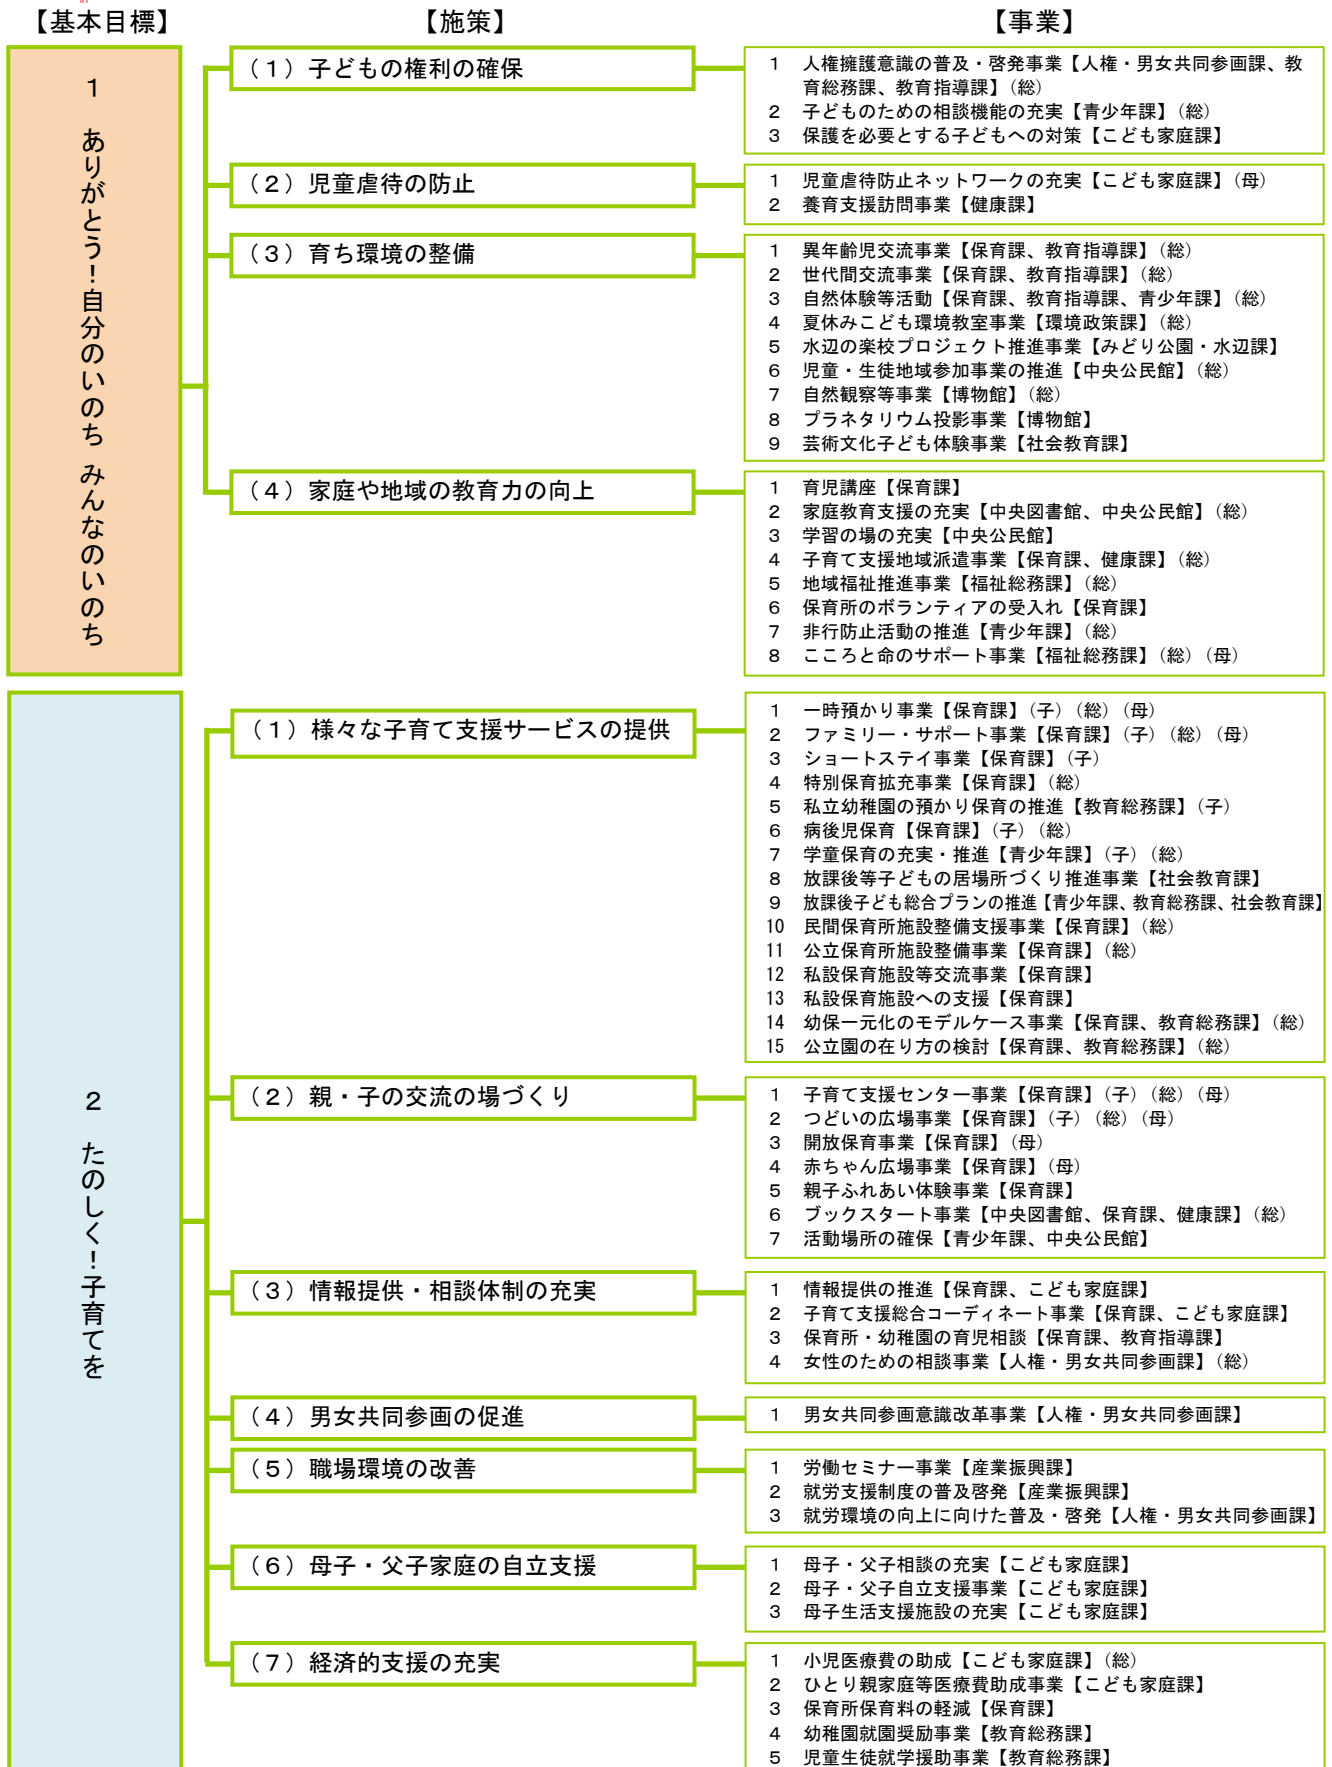 【基本目標】
【施策】
【事業】
1 ありがとう！自分のいのち みんなのいのち
（1）子どもの権利の確保
1 人権擁護意識の普及・啓発事業【人権・男女共同参画課、教
育総務課、教育指導課】（総）
2 子どものための相談機能の充実【青少年課】（総）
3 保護を必要とする子どもへの対策【こども家庭課】
（2）児童虐待の防止
1 児童虐待防止ネットワークの充実【こども家庭課】（母）
2 養育支援訪問事業【健康課】
（3）育ち環境の整備
1 異年齢児交流事業【保育課、教育指導課】（総）
2 世代間交流事業【保育課、教育指導課】（総）
3 自然体験等活動【保育課、教育指導課、青少年課】（総）
4 夏休みこども環境教室事業【環境政策課】（総）
5 水辺の楽校プロジェクト推進事業【みどり公園・水辺課】
6 児童・生徒地域参加事業の推進【中央公民館】（総）
7 自然観察等事業【博物館】（総）
8 プラネタリウム投影事業【博物館】
9 芸術文化子ども体験事業【社会教育課】
（4）家庭や地域の教育力の向上
1 育児講座【保育課】
2 家庭教育支援の充実【中央図書館、中央公民館】（総）
3 学習の場の充実【中央公民館】
4 子育て支援地域派遣事業【保育課、健康課】（総）
5 地域福祉推進事業【福祉総務課】（総）
6 保育所のボランティアの受入れ【保育課】
7 非行防止活動の推進【青少年課】（総）
8 こころと命のサポート事業【福祉総務課】（総）（母）
2 たのしく！子育てを
（1）様々な子育て支援サービスの提供
1 一時預かり事業【保育課】（子）（総）（母）
2 ファミリー・サポート事業【保育課】（子）（総）（母）
3 ショートステイ事業【保育課】（子）
4 特別保育拡充事業【保育課】（総）
5 私立幼稚園の預かり保育の推進【教育総務課】（子）
6 病後児保育【保育課】（子）（総）
7 学童保育の充実・推進【青少年課】（子）（総）
8 放課後等子どもの居場所づくり推進事業【社会教育課】
9 放課後子ども総合プランの推進【青少年課、教育総務課、社会教育課】
10 民間保育所施設整備支援事業【保育課】（総）
11 公立保育所施設整備事業【保育課】（総）
12 私設保育施設等交流事業【保育課】
13 私設保育施設への支援【保育課】
14 幼保一元化のモデルケース事業【保育課、教育総務課】（総）
15 公立園の在り方の検討【保育課、教育総務課】（総）
（2）親・子の交流の場づくり
1 子育て支援センター事業【保育課】（子）（総）（母）
2 つどいの広場事業【保育課】（子）（総）（母）
3 開放保育事業【保育課】（母）
4 赤ちゃん広場事業【保育課】（母）
5 親子ふれあい体験事業【保育課】
6 ブックスタート事業【中央図書館、保育課、健康課】（総）
7 活動場所の確保【青少年課、中央公民館】
（3）情報提供・相談体制の充実
1 情報提供の推進【保育課、こども家庭課】
2 子育て支援総合コーディネート事業【保育課、こども家庭課】
3 保育所・幼稚園の育児相談【保育課、教育指導課】
4 女性のための相談事業【人権・男女共同参画課】（総）
（4）男女共同参画の促進
1 男女共同参画意識改革事業【人権・男女共同参画課】
（5）職場環境の改善
1 労働セミナー事業【産業振興課】
2 就労支援制度の普及啓発【産業振興課】
3 就労環境の向上に向けた普及・啓発【人権・男女共同参画課】
（6）母子・父子家庭の自立支援
1 母子・父子相談の充実【こども家庭課】
2 母子・父子自立支援事業【こども家庭課】
3 母子生活支援施設の充実【こども家庭課】
（7）経済的支援の充実
1 小児医療費の助成【こども家庭課】（総）
2 ひとり親家庭等医療費助成事業【こども家庭課】
3 保育所保育料の軽減【保育課】
4 幼稚園就園奨励事業【教育総務課】
5 児童生徒就学援助事業【教育総務課】